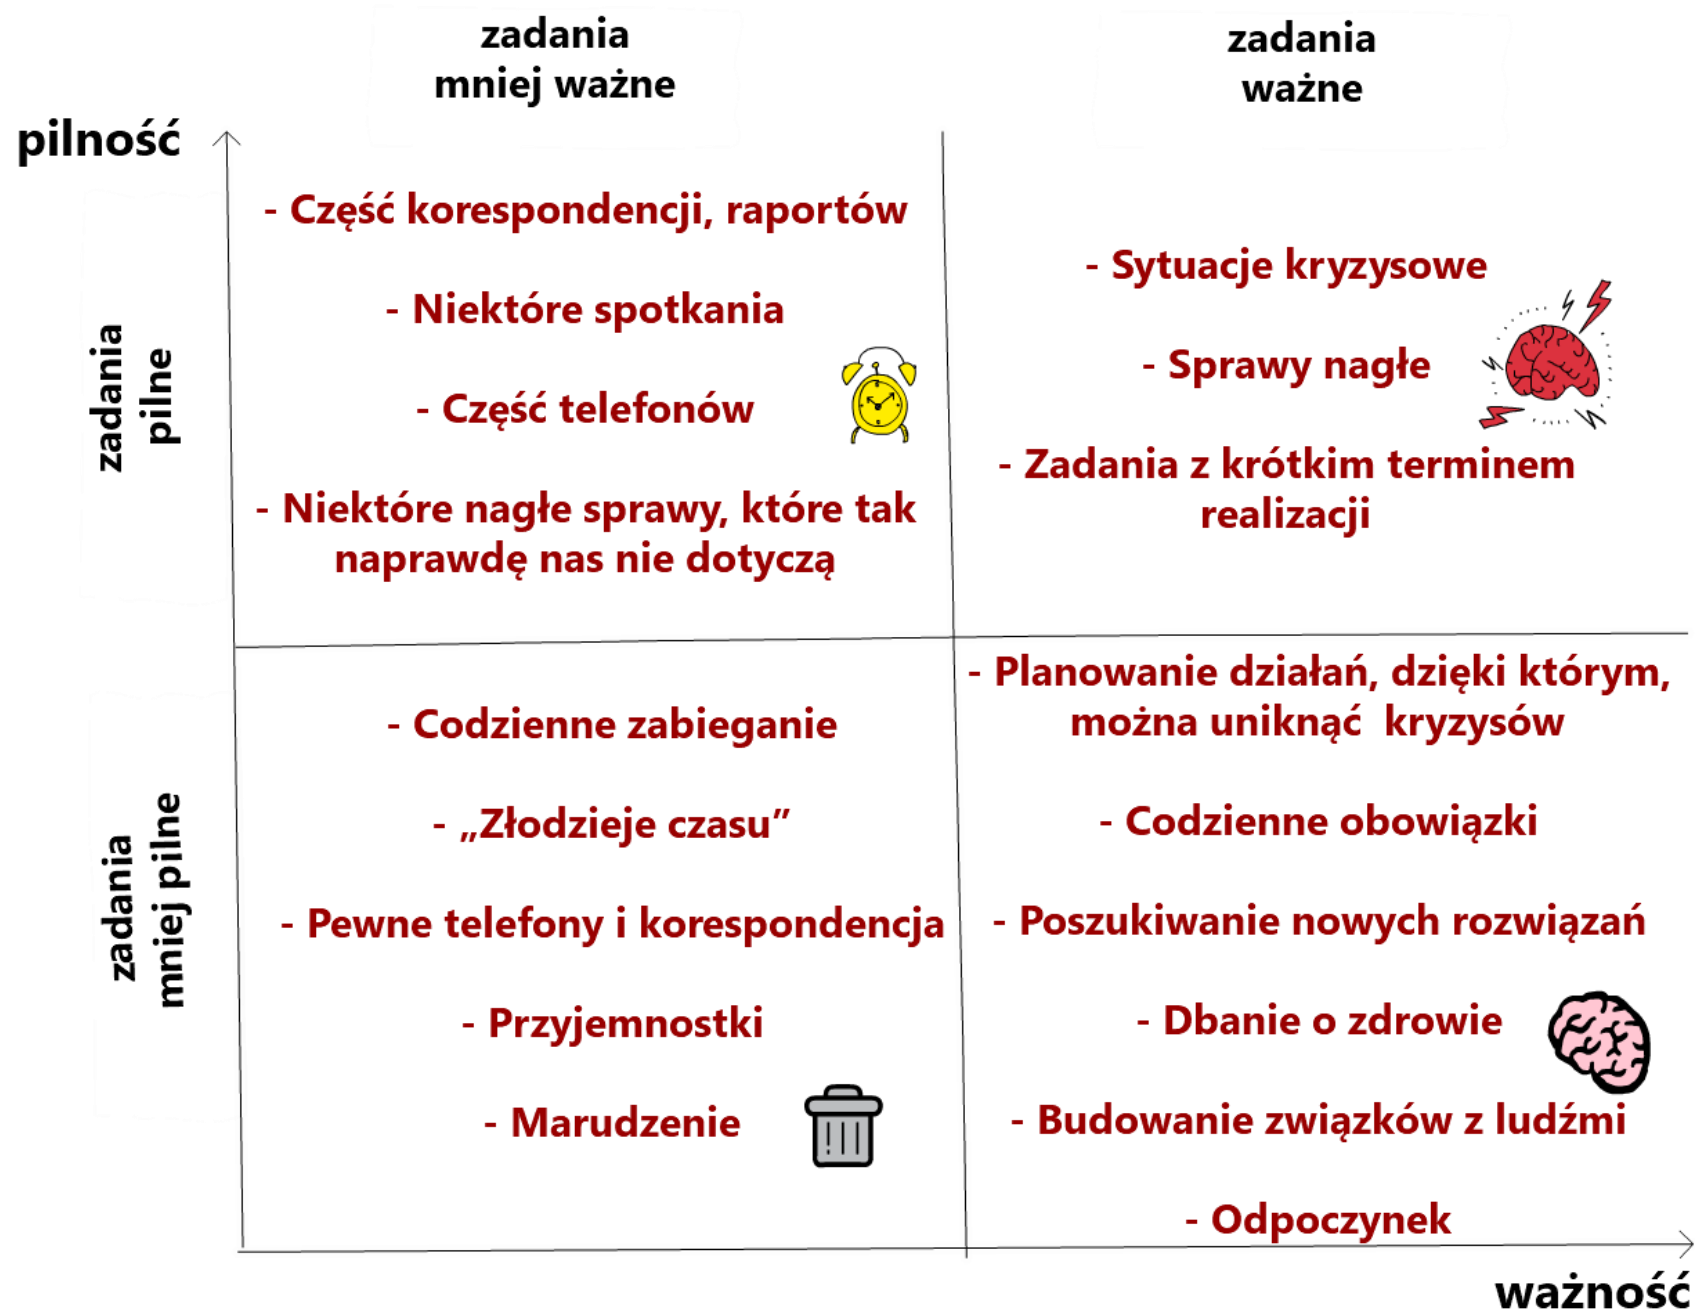 zadania
mniej ważne
zadania
ważne
pilność
zadania
pilne
- Część korespondencji, raportów
- Niektóre spotkania
- Część telefonów
- Niektóre nagłe sprawy, które tak
naprawdę nas nie dotyczą
- Sytuacje kryzysowe
- Sprawy nagłe
- Zadania z krótkim terminem
realizacji
zadania
mniej pilne
- Codzienne zabieganie
- „Złodzieje czasu”
- Pewne telefony i korespondencja
- Przyjemnostki
- Marudzenie
- Planowanie działań, dzięki którym,
można uniknąć  kryzysów
- Codzienne obowiązki
- Poszukiwanie nowych rozwiązań
- Dbanie o zdrowie
- Budowanie związków z ludźmi
- Odpoczynek
ważność